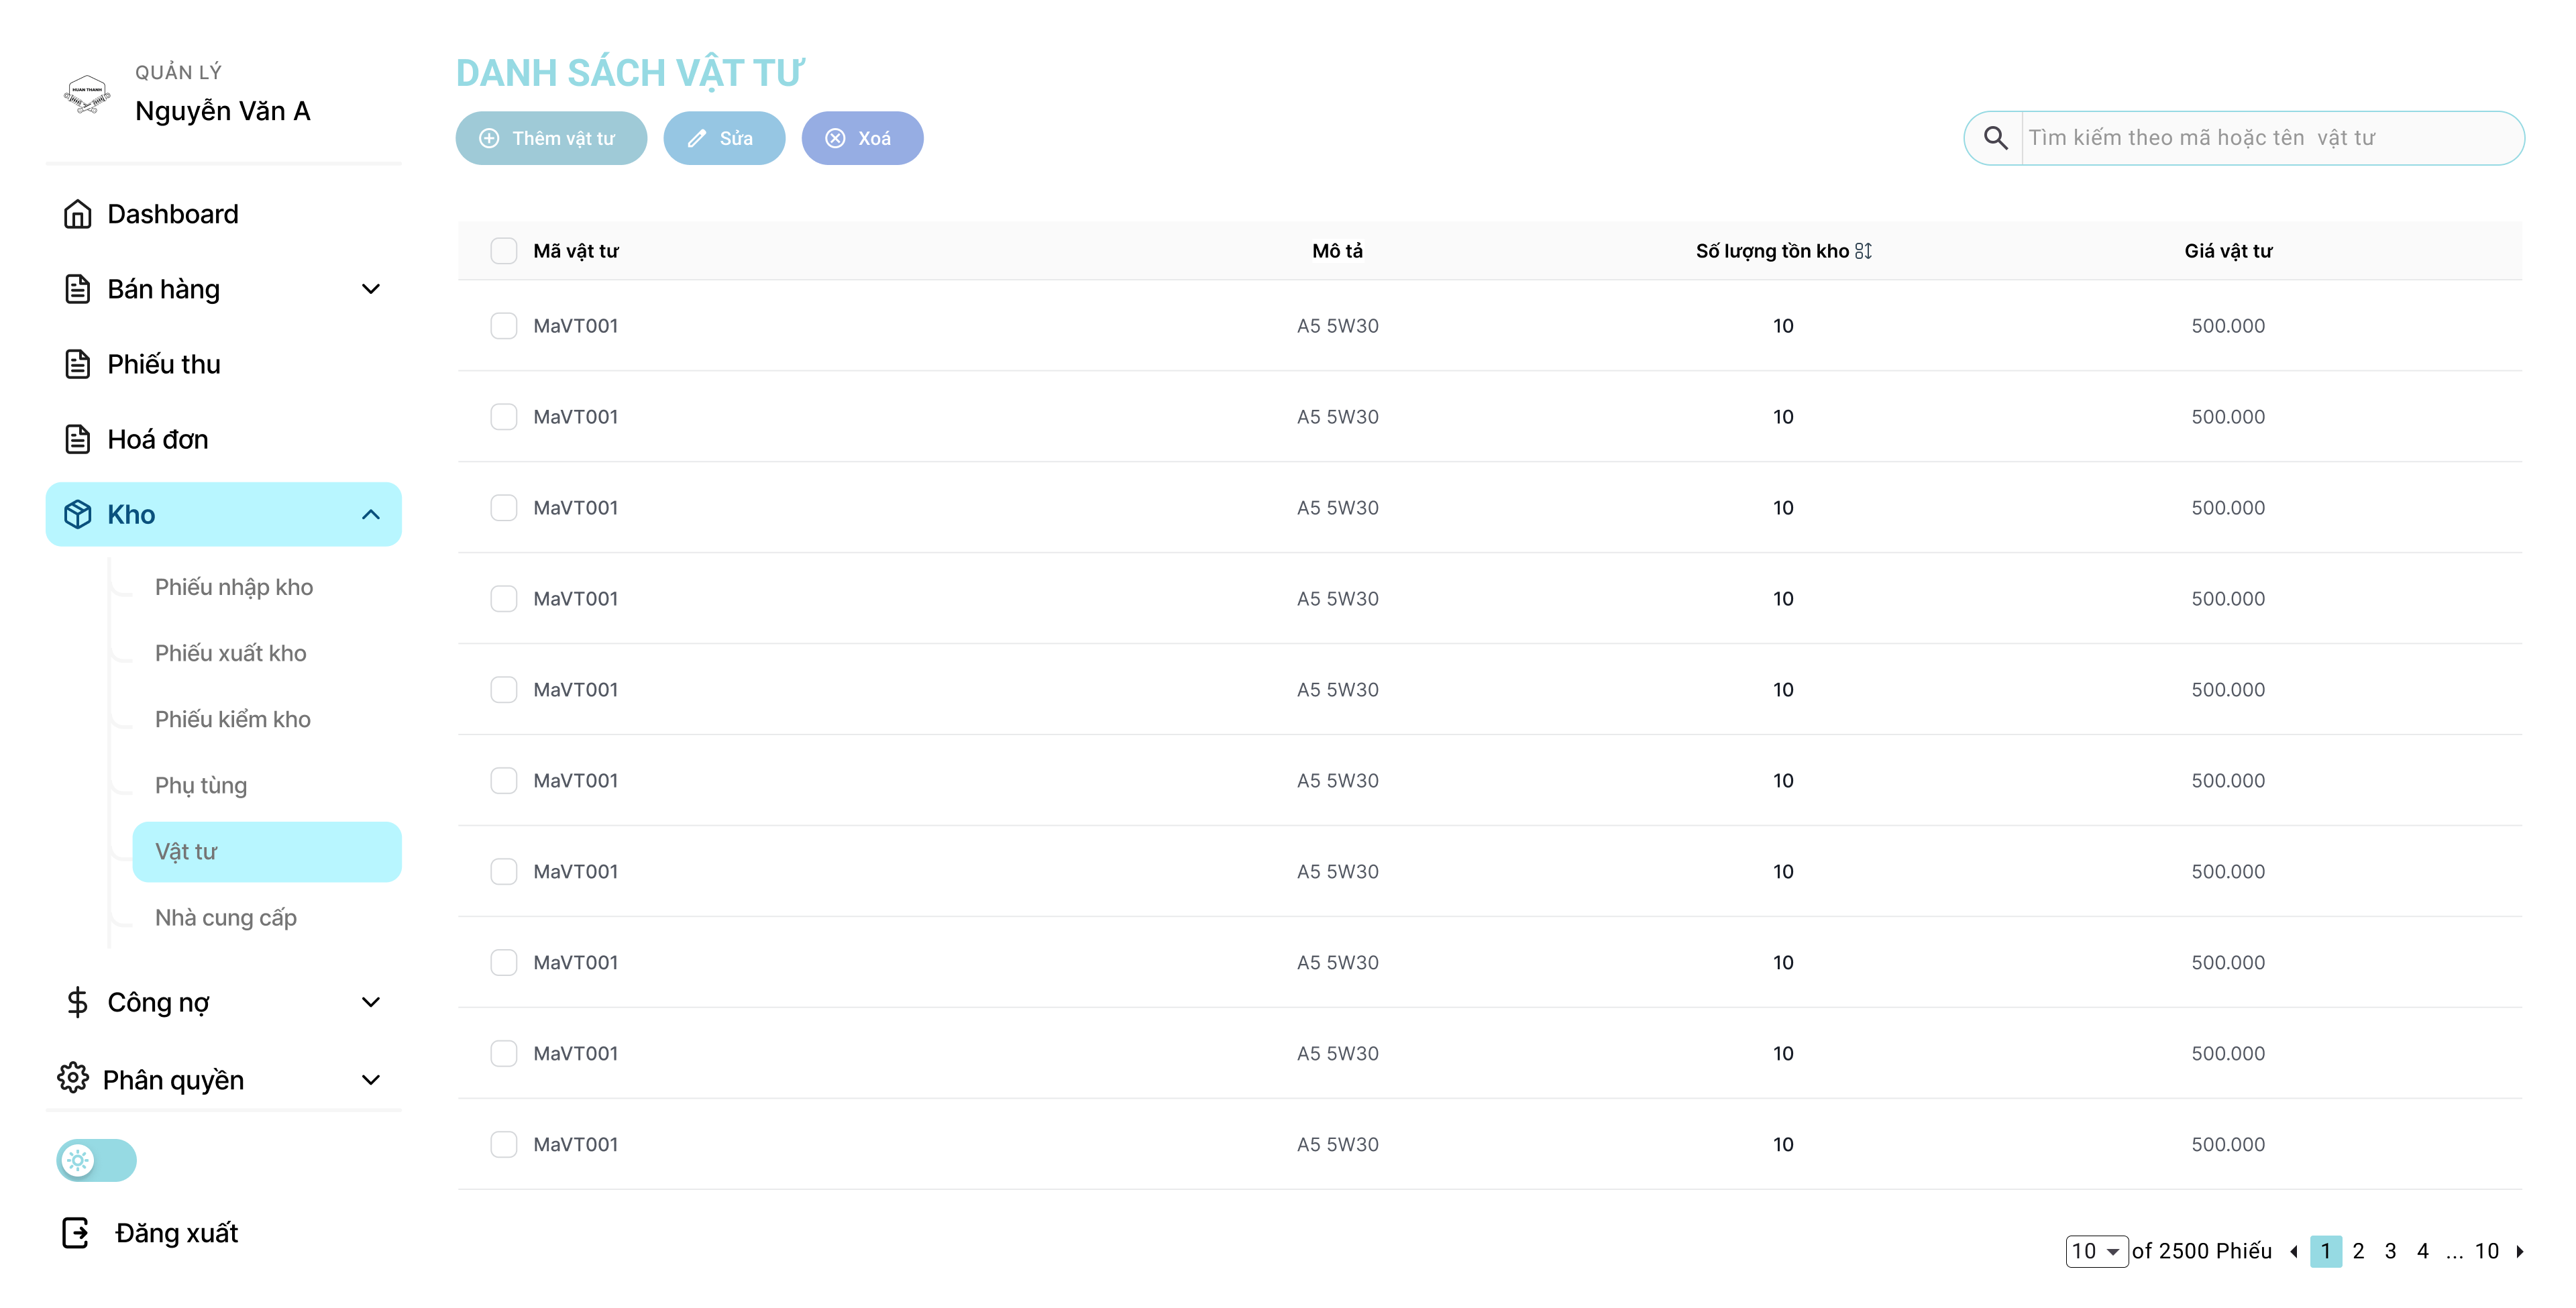 HUAN THANH
QUẢN LÝ
Nguyễn Văn A
Dashboard
Bán hàng
Phiếu thu
Hoá đơn
Kho
Phiếu nhập kho
Phiếu xuất kho
Phiếu kiểm kho
Phụ tùng
Vật tư
Nhà cung cấp
Công nợ
Phân quyền
Đăng xuất
DANH SÁCH VẬT TƯ
Thêm vật tư Sửa Xoá
Tìm kiếm theo mã hoặc tên vật tư
Mã vật tư Mô tả Số lượng tồn kho Giá vật tư
MaVT001 A5 5W30 10 500.000
MaVT001 A5 5W30 10 500.000
MaVT001 A5 5W30 10 500.000
MaVT001 A5 5W30 10 500.000
MaVT001 A5 5W30 10 500.000
MaVT001 A5 5W30 10 500.000
MaVT001 A5 5W30 10 500.000
MaVT001 A5 5W30 10 500.000
MaVT001 A5 5W30 10 500.000
MaVT001 A5 5W30 10 500.000
10 of 2500 Phiếu 1 2 3 4 ... 10